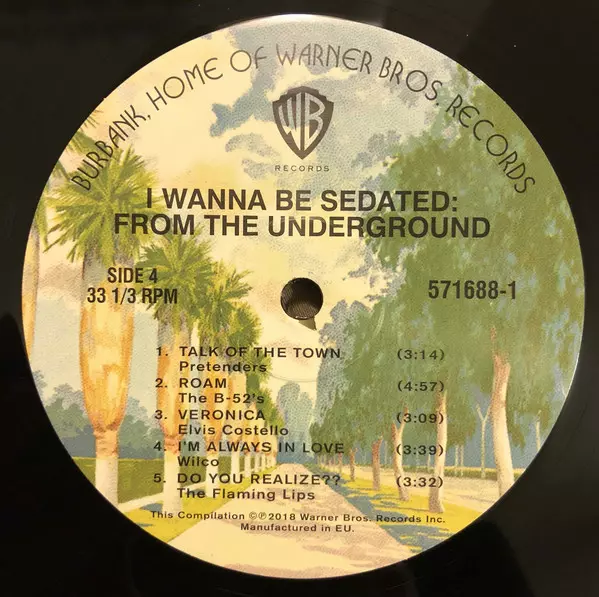 BURBANK, HOME OF WARNER BROS. RECORDS
WB
RECORDS
I WANNA BE SEDATED:
FROM THE UNDERGROUND
SIDE 4
33 1/3 RPM
571688-1
1. TALK OF THE TOWN (3:14)
Pretenders
2. ROAM (4:57)
The B-52's
3. VERONICA (3:09)
Elvis Costello
4. I'M ALWAYS IN LOVE (3:39)
Wilco
5. DO YOU REALIZE?? (3:32)
The Flaming Lips
This Compilation ©℗ 2018 Warner Bros. Records Inc.
Manufactured in EU.